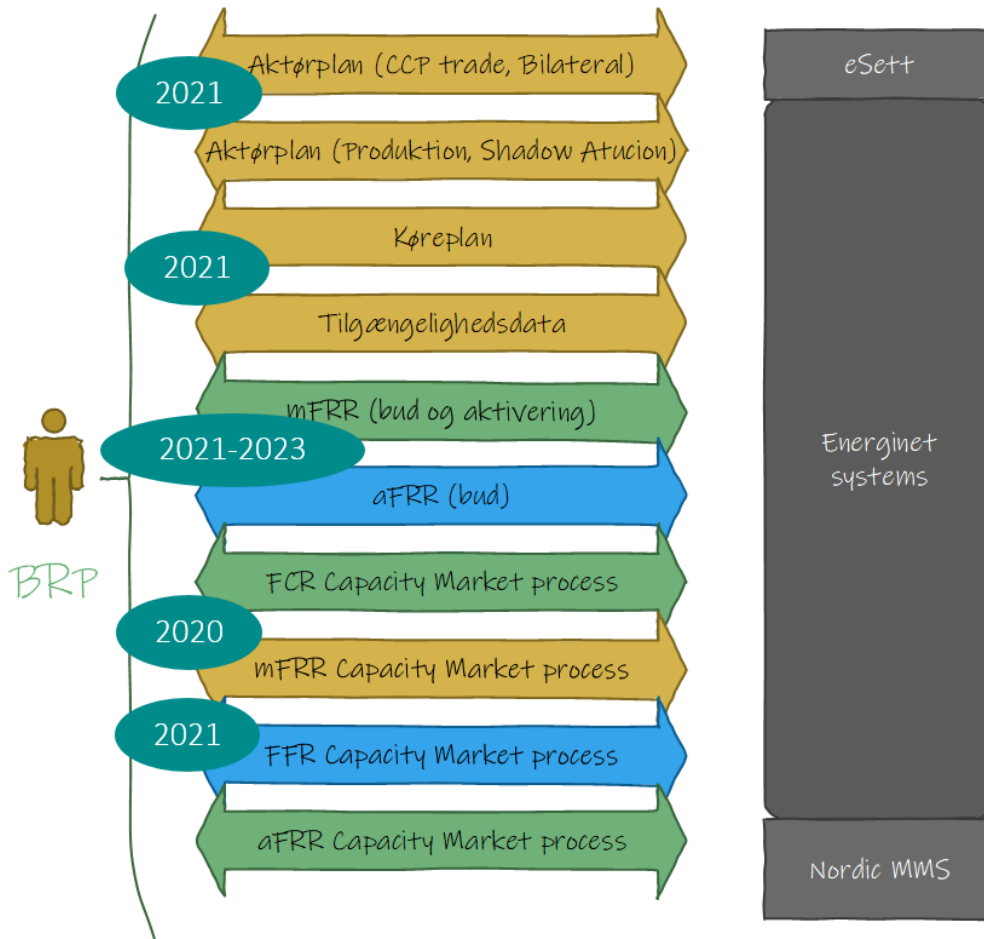 Aktørplan (CCP trade, Bilateral)
eSett
2021
Aktørplan (Produktion, Shadow Atucion)
Køreplan
2021
Tilgængelighedsdata
mFRR (bud og aktivering)
2021-2023
Energinet
systems
aFRR (bud)
BRP
FCR Capacity Market process
2020
mFRR Capacity Market process
2021
FFR Capacity Market process
aFRR Capacity Market process
Nordic MMS